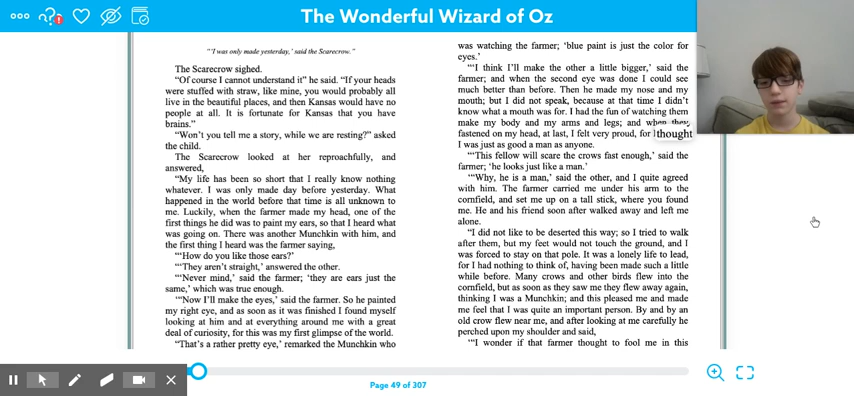 The Wonderful Wizard of Oz
"'I was only made yesterday,' said the Scarecrow."
The Scarecrow sighed.
"Of course I cannot understand it" he said. "If your heads
were stuffed with straw, like mine, you would probably all
live in the beautiful places, and then Kansas would have no
people at all. It is fortunate for Kansas that you have
brains."
"Won't you tell me a story, while we are resting?" asked
the child.
The Scarecrow looked at her reproachfully, and
answered,
"My life has been so short that I really know nothing
whatever. I was only made day before yesterday. What
happened in the world before that time is all unknown to
me. Luckily, when the farmer made my head, one of the
first things he did was to paint my ears, so that I heard what
was going on. There was another Munchkin with him, and
the first thing I heard was the farmer saying,
"'How do you like those ears?'
"'They aren't straight,' answered the other.
"'Never mind,' said the farmer; 'they are ears just the
same,' which was true enough.
"'Now I'll make the eyes,' said the farmer. So he painted
my right eye, and as soon as it was finished I found myself
looking at him and at everything around me with a great
deal of curiosity, for this was my first glimpse of the world.
"'That's a rather pretty eye,' remarked the Munchkin who
was watching the farmer; 'blue paint is just the color for
eyes.'
"'I think I'll make the other a little bigger,' said the
farmer; and when the second eye was done I could see
much better than before. Then he made my nose and my
mouth; but I did not speak, because at that time I didn't
know what a mouth was for. I had the fun of watching them
make my body and my arms and legs; and when they
fastened on my head, at last, I felt very proud, for I thought
I was just as good a man as anyone.
"'This fellow will scare the crows fast enough,' said the
farmer; 'he looks just like a man.'
"'Why, he is a man,' said the other, and I quite agreed
with him. The farmer carried me under his arm to the
cornfield, and set me up on a tall stick, where you found
me. He and his friend soon after walked away and left me
alone.
"I did not like to be deserted this way; so I tried to walk
after them, but my feet would not touch the ground, and I
was forced to stay on that pole. It was a lonely life to lead,
for I had nothing to think of, having been made such a little
while before. Many crows and other birds flew into the
cornfield, but as soon as they saw me they flew away again,
thinking I was a Munchkin; and this pleased me and made
me feel that I was quite an important person. By and by an
old crow flew near me, and after looking at me carefully he
perched upon my shoulder and said,
"'I wonder if that farmer thought to fool me in this
Page 49 of 307